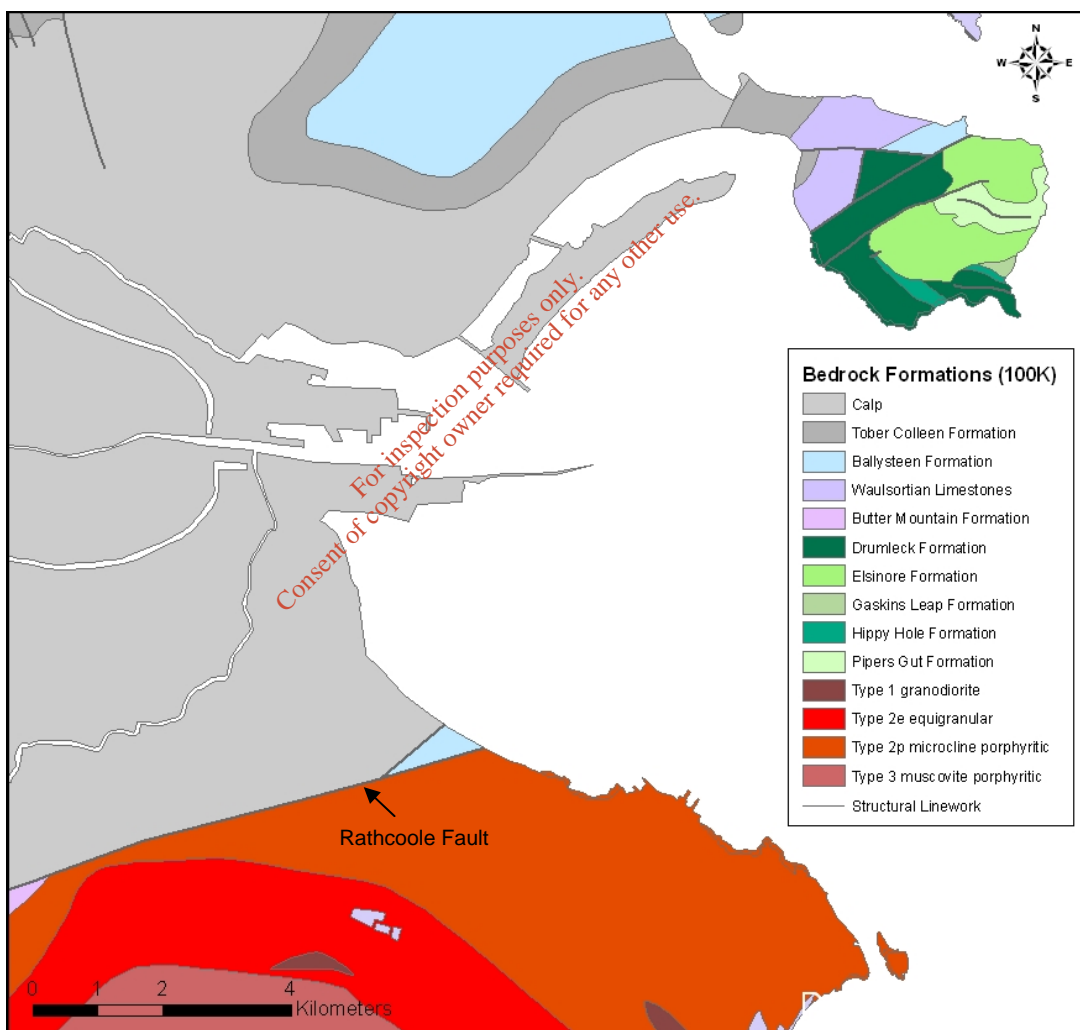 N
W E
S
For inspection purposes only.
Consent of copyright owner required for any other use.
Bedrock Formations (100K)
Calp
Tober Colleen Formation
Ballysteen Formation
Waulsortian Limestones
Butter Mountain Formation
Drumleck Formation
Elsinore Formation
Gaskins Leap Formation
Hippy Hole Formation
Pipers Gut Formation
Type 1 granodiorite
Type 2e equigranular
Type 2p microcline porphyritic
Type 3 muscovite porphyritic
Structural Linework
Rathcoole Fault
0 1 2 4
Kilometers